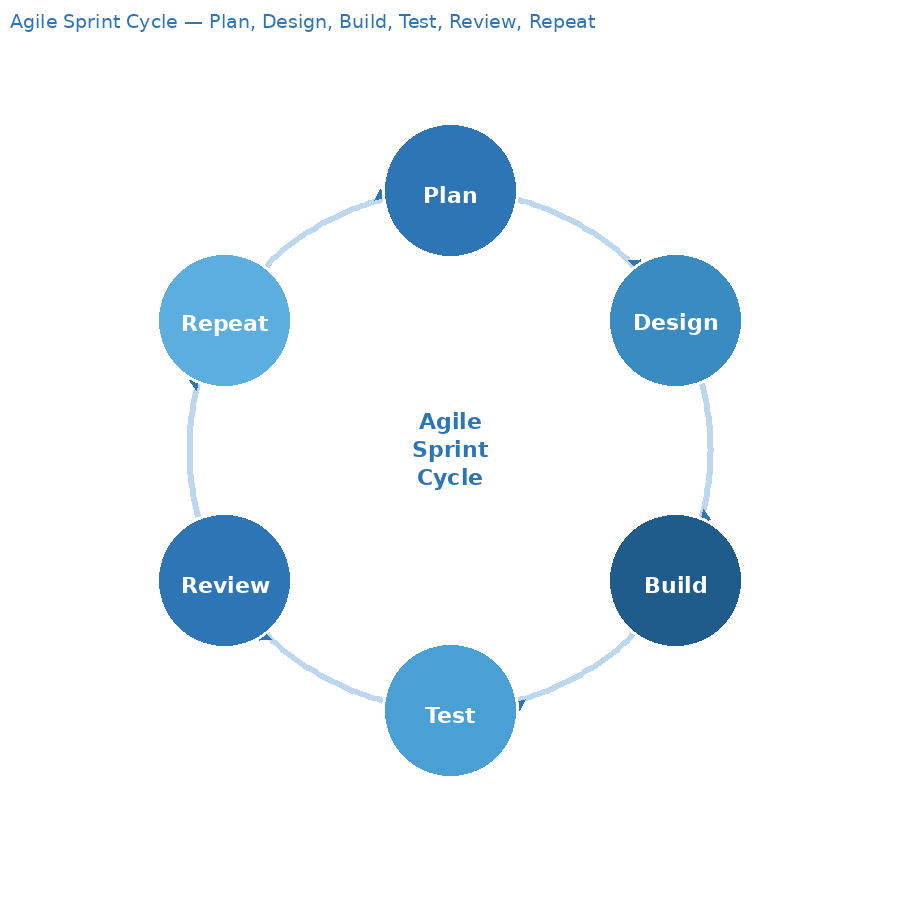 Agile Sprint Cycle — Plan, Design, Build, Test, Review, Repeat
Plan
Design
Build
Test
Review
Repeat
Agile
Sprint
Cycle